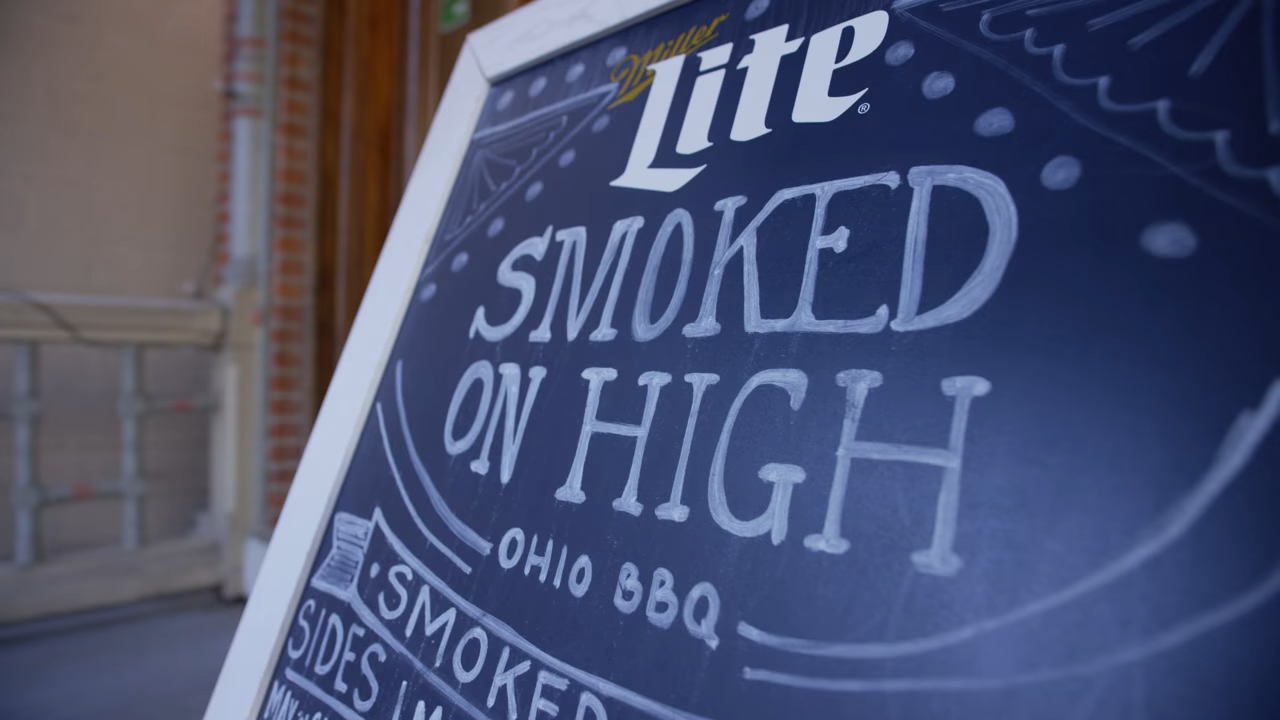 Miller
Lite®
SMOKED
ON HIGH
OHIO BBQ
· SMOKED
SIDES